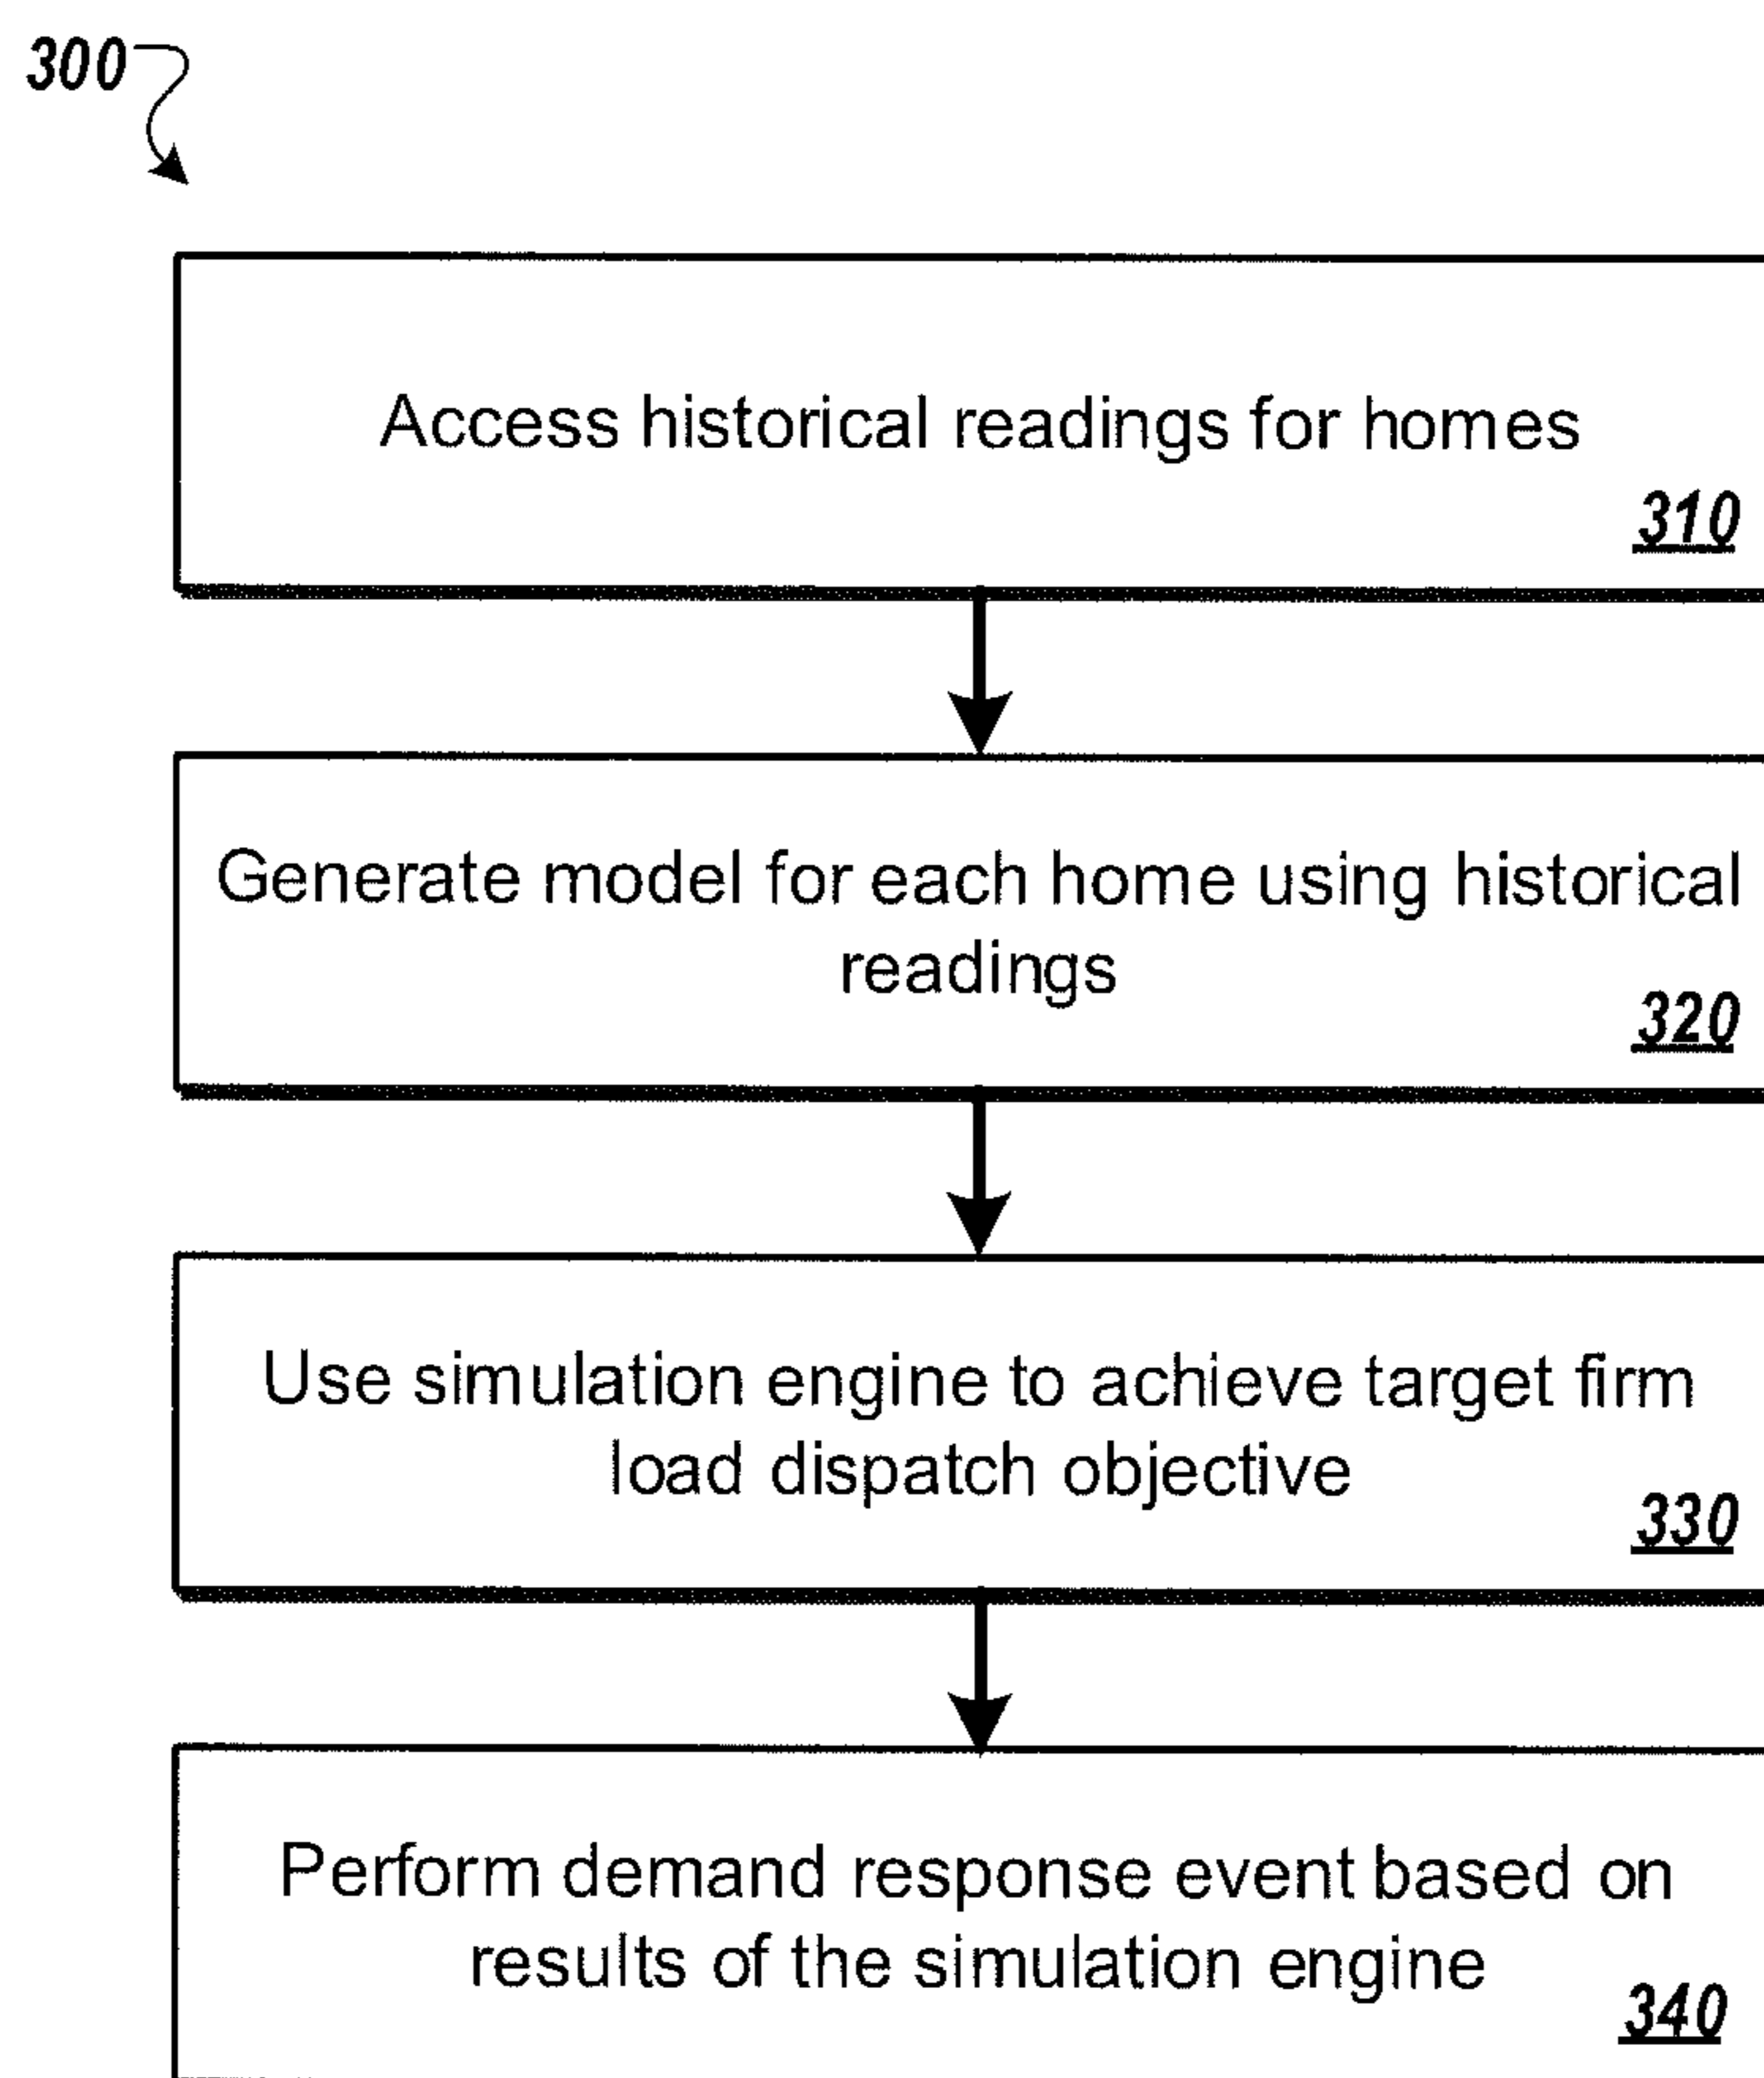 300
Access historical readings for homes
310
Generate model for each home using historical
readings
320
Use simulation engine to achieve target firm
load dispatch objective
330
Perform demand response event based on
results of the simulation engine
340